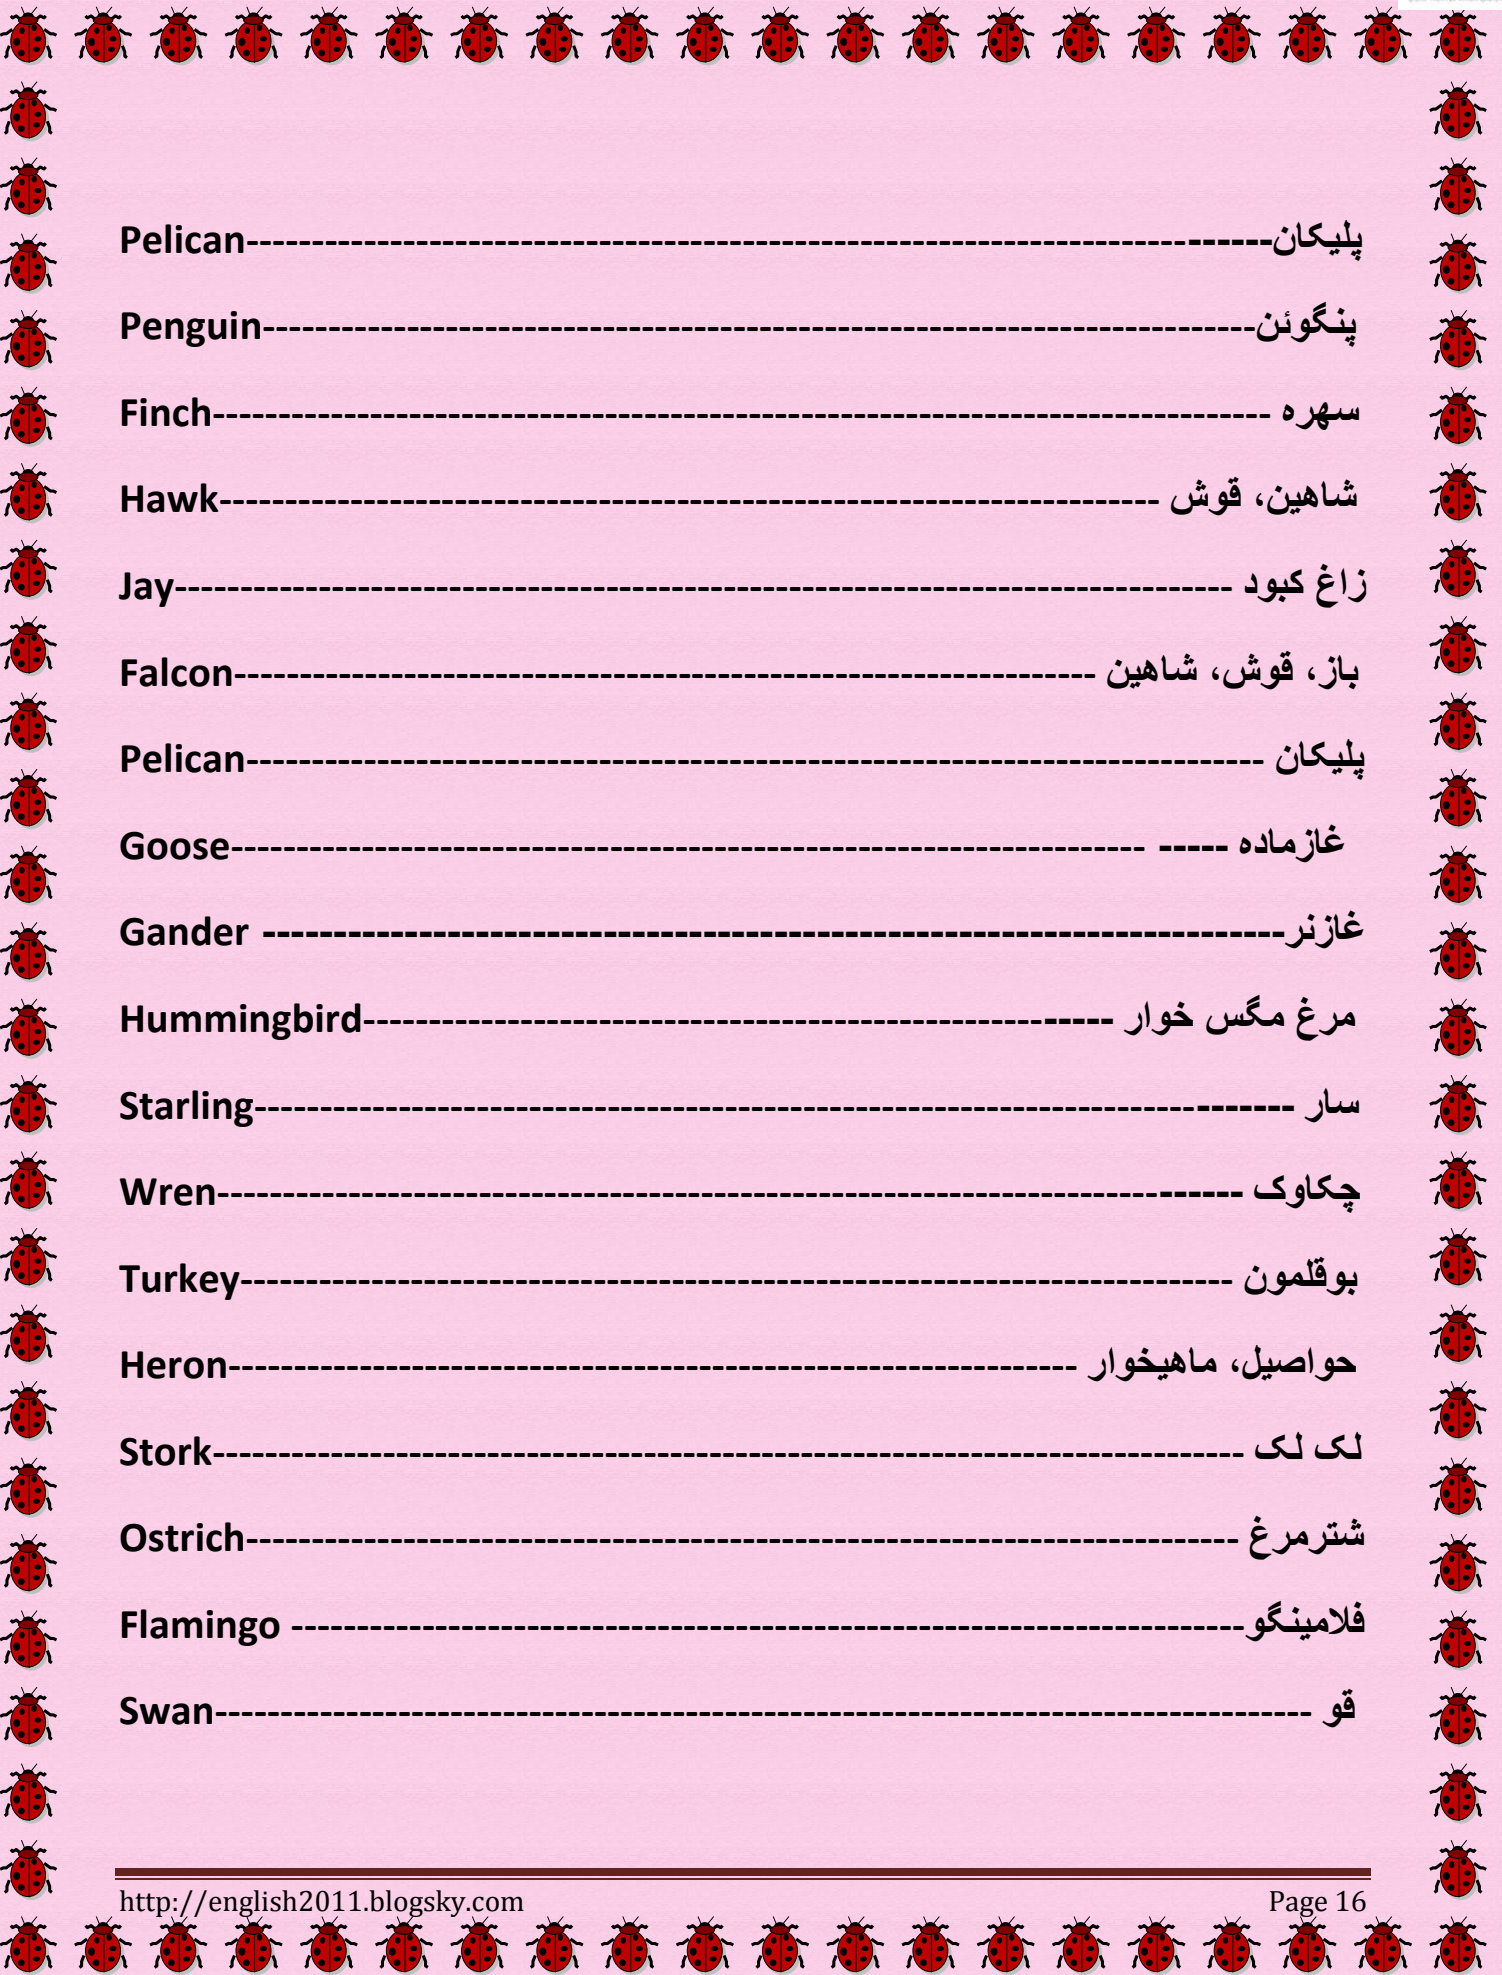 Pelican------------------------------------------------------------------------------پلیکان
Penguin----------------------------------------------------------------------------پنگوئن
Finch--------------------------------------------------------------------------------- سهره
Hawk------------------------------------------------------------------------ شاهین، قوش
Jay--------------------------------------------------------------------------------- زاغ کبود
Falcon------------------------------------------------------------------ باز، قوش، شاهین
Pelican------------------------------------------------------------------------------ پلیکان
Goose---------------------------------------------------------------------- ----- غازماده
Gander ------------------------------------------------------------------------غازنر
Hummingbird--------------------------------------------------------- مرغ مگس خوار
Starling------------------------------------------------------------------------------- سار
Wren------------------------------------------------------------------------------ چکاوک
Turkey---------------------------------------------------------------------------- بوقلمون
Heron----------------------------------------------------------------- حواصیل، ماهیخوار
Stork------------------------------------------------------------------------------- لک لک
Ostrich---------------------------------------------------------------------------- شترمرغ
Flamingo -------------------------------------------------------------------------فلامینگو
Swan------------------------------------------------------------------------------------ قو
http://english2011.blogsky.com Page 16